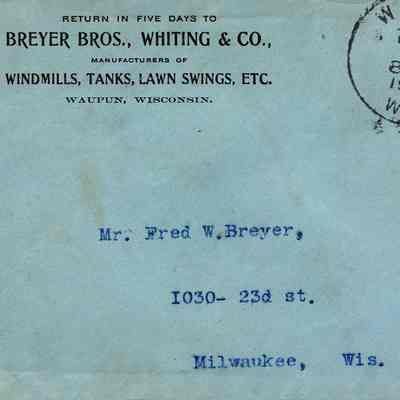 RETURN IN FIVE DAYS TO
BREYER BROS., WHITING & CO.,
MANUFACTURERS OF
WINDMILLS, TANKS, LAWN SWINGS, ETC.
WAUPUN, WISCONSIN.
Mr. Fred W.Breyer,
1030- 23d st.
Milwaukee, Wis.